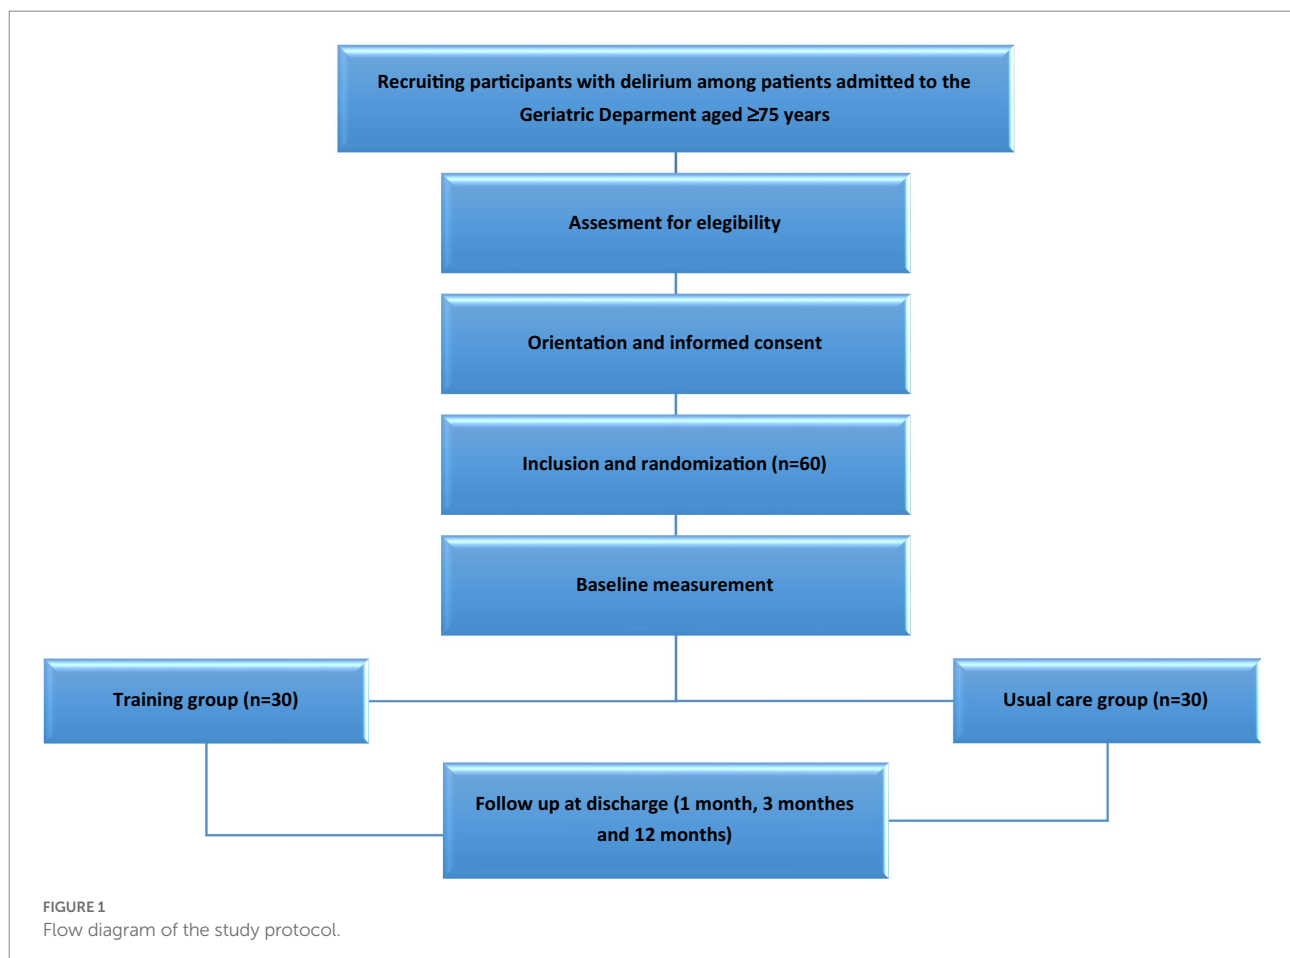 Recruiting participants with delirium among patients admitted to the
Geriatric Deparment aged ≥75 years
Assesment for elegibility
Orientation and informed consent
Inclusion and randomization (n=60)
Baseline measurement
Training group (n=30)
Usual care group (n=30)
Follow up at discharge (1 month, 3 monthes
and 12 months)
FIGURE 1
Flow diagram of the study protocol.